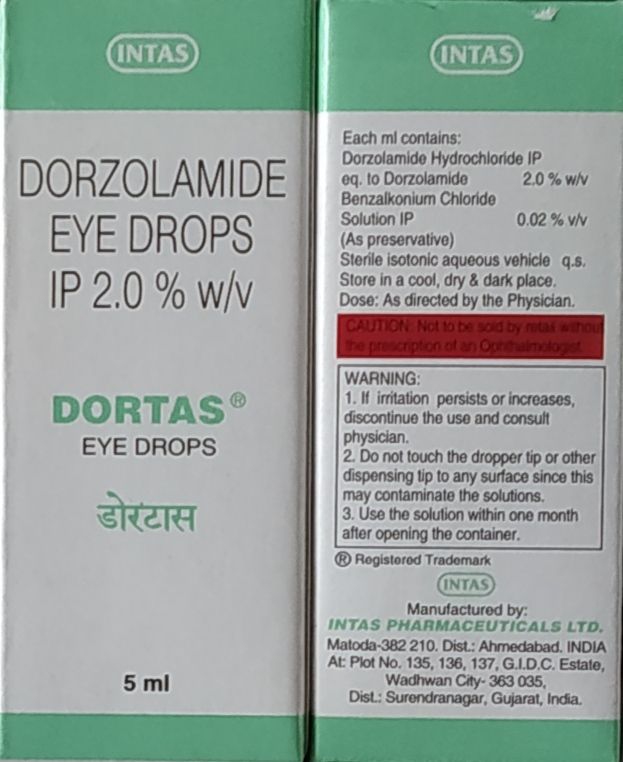 INTAS
DORZOLAMIDE
EYE DROPS
IP 2.0 % w/v
DORTAS ®
EYE DROPS
डोरटास
5 ml
INTAS
Each ml contains:
Dorzolamide Hydrochloride IP
eq. to Dorzolamide 2.0 % w/v
Benzalkonium Chloride
Solution IP 0.02 % v/v
(As preservative)
Sterile isotonic aqueous vehicle q.s.
Store in a cool, dry & dark place.
Dose: As directed by the Physician.
CAUTION: Not to be sold by retail without
the prescription of an Ophthalmologist.
WARNING:
1. If irritation persists or increases,
discontinue the use and consult
physician.
2. Do not touch the dropper tip or other
dispensing tip to any surface since this
may contaminate the solutions.
3. Use the solution within one month
after opening the container.
® Registered Trademark
INTAS
Manufactured by:
INTAS PHARMACEUTICALS LTD.
Matoda-382 210. Dist.: Ahmedabad. INDIA
At: Plot No. 135, 136, 137, G.I.D.C. Estate,
Wadhwan City- 363 035,
Dist.: Surendranagar, Gujarat, India.